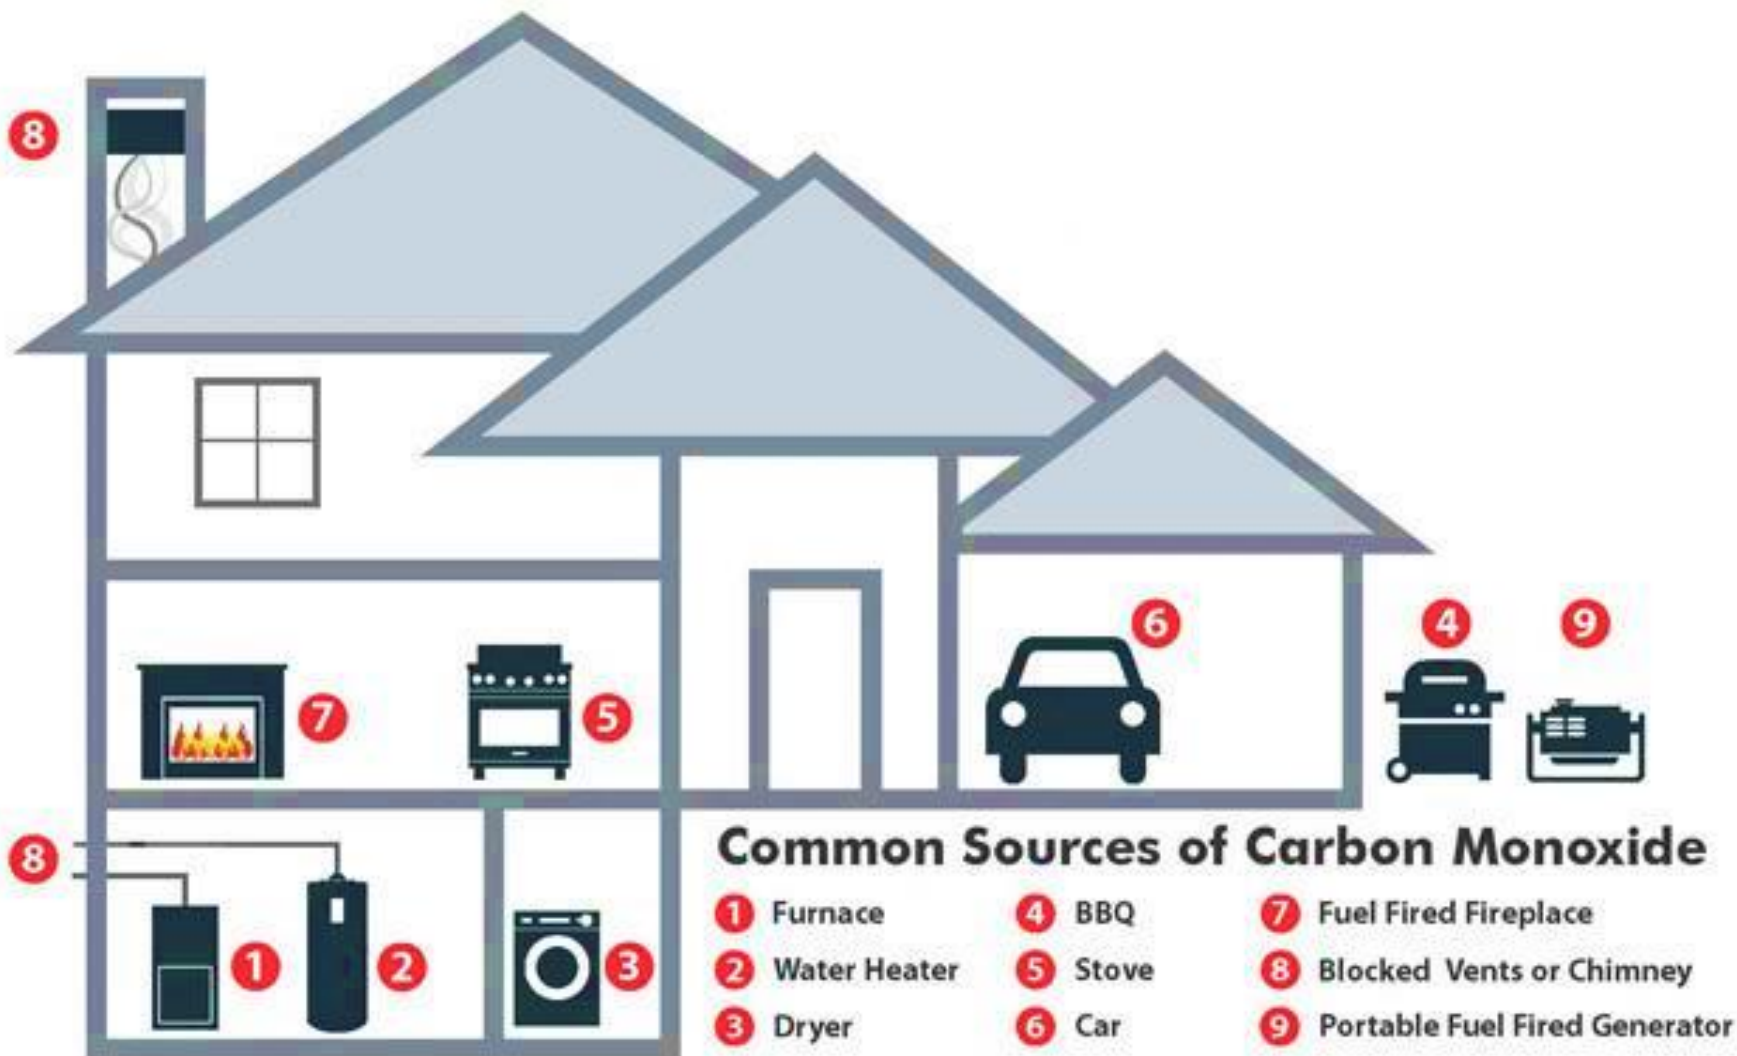 8
6
4
9
7
5
8
1
2
3
Common Sources of Carbon Monoxide
1 Furnace
4 BBQ
7 Fuel Fired Fireplace
2 Water Heater
5 Stove
8 Blocked Vents or Chimney
3 Dryer
6 Car
9 Portable Fuel Fired Generator